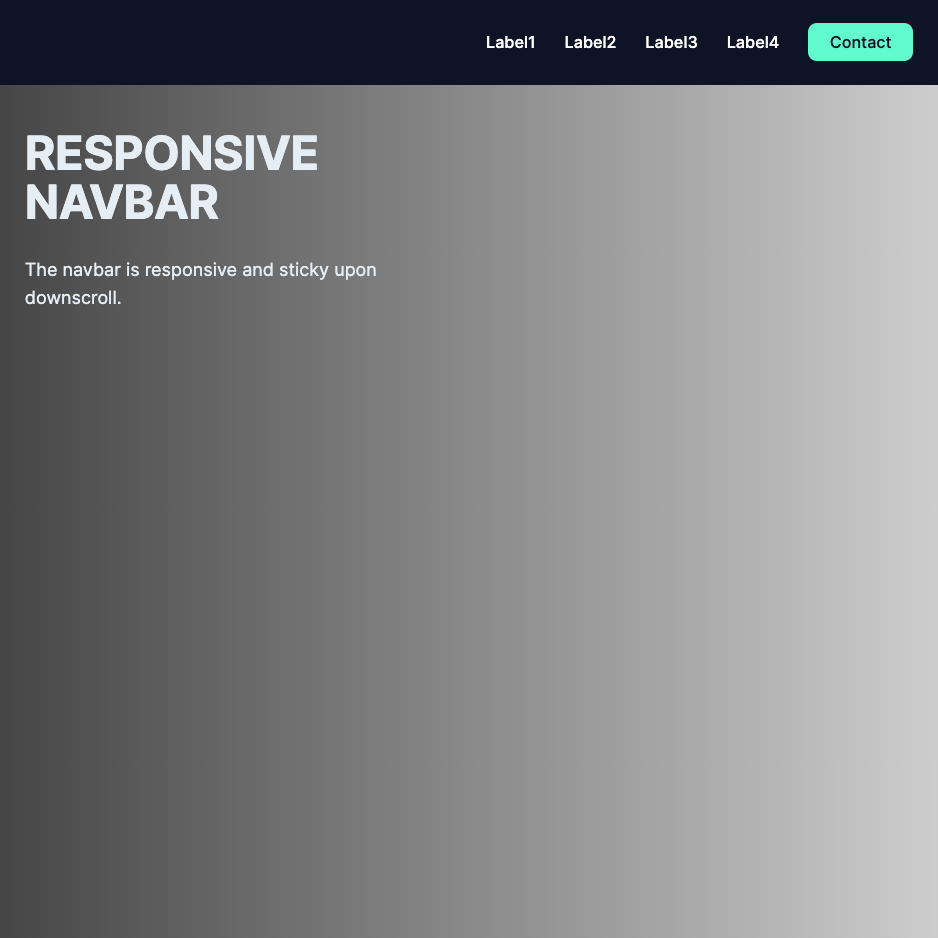 Label1 Label2 Label3 Label4 Contact
RESPONSIVE
NAVBAR
The navbar is responsive and sticky upon
downscroll.